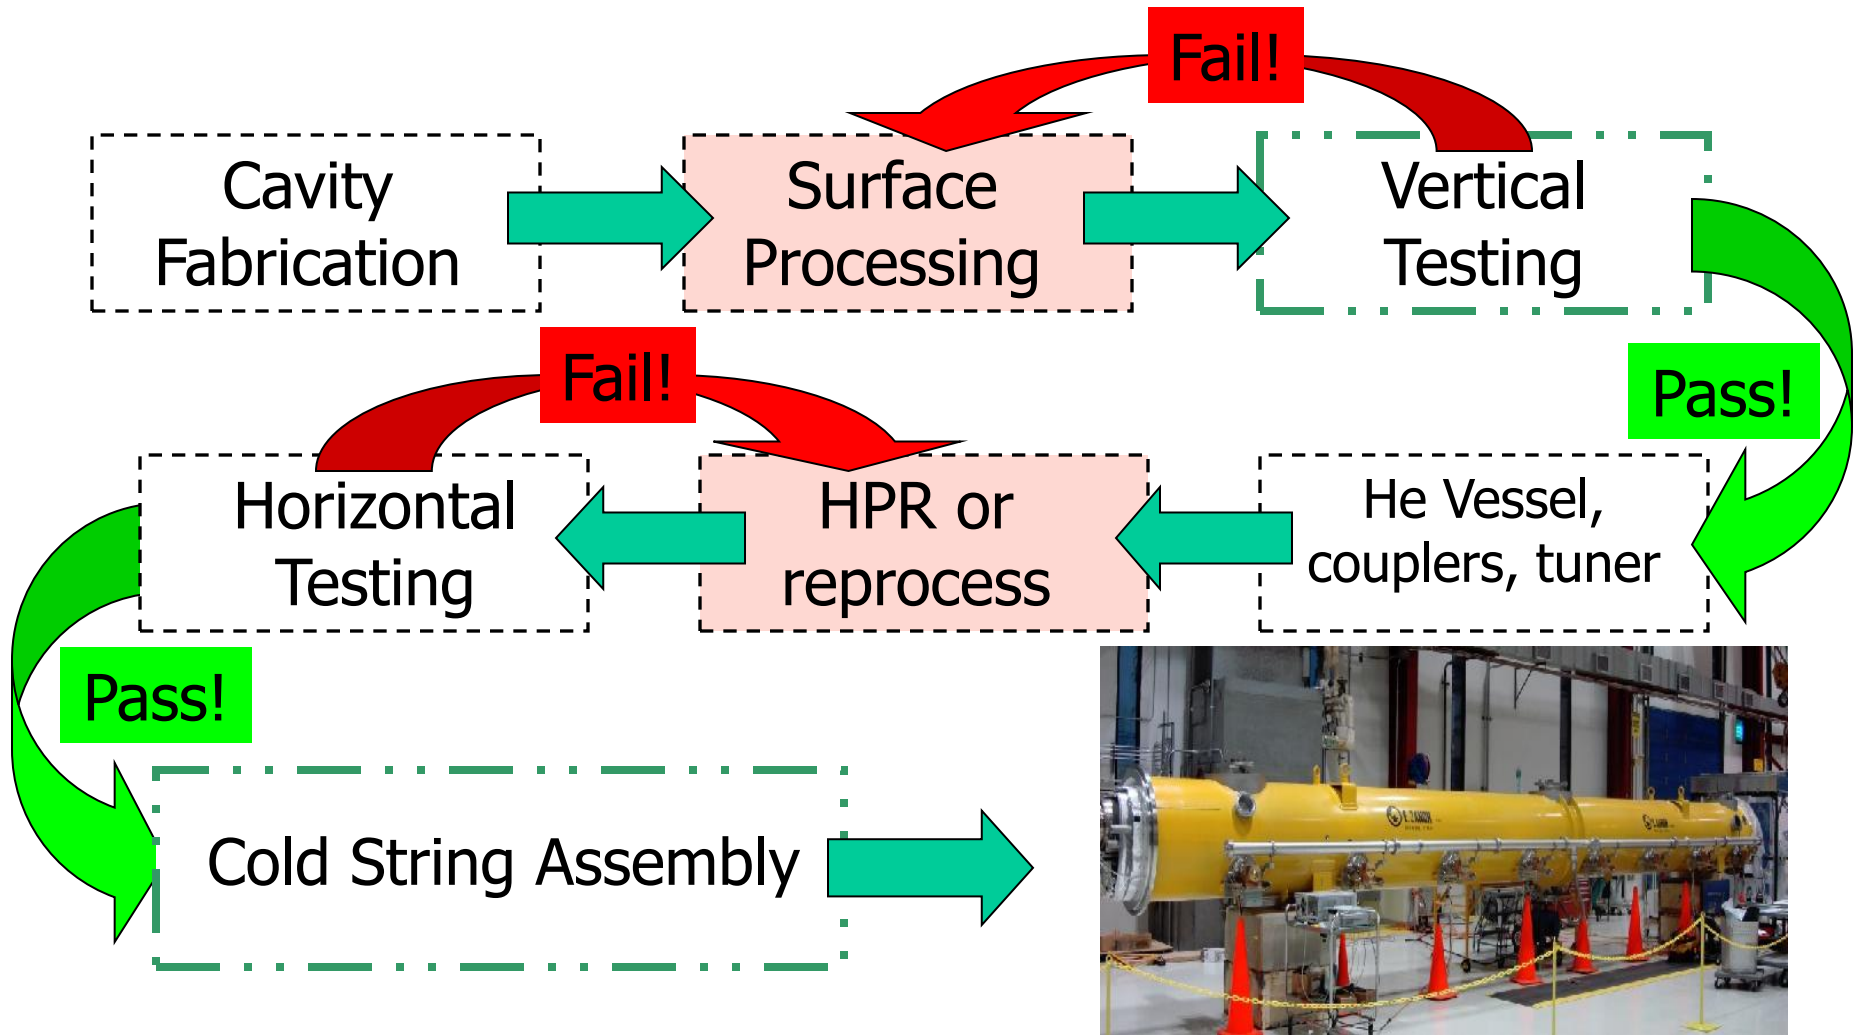 Fail!
Cavity
Fabrication
Surface
Processing
Vertical
Testing
Fail!
Pass!
Horizontal
Testing
HPR or
reprocess
He Vessel,
couplers, tuner
Pass!
Cold String Assembly